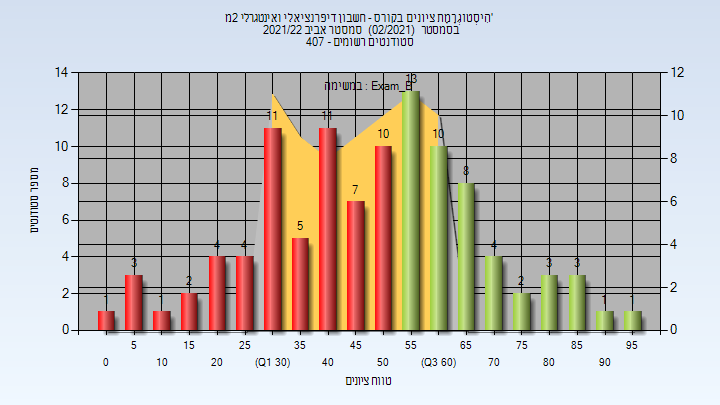 היסטוגרמת ציונים בקורס - חשבון דיפרנציאלי ואינטגרלי 2מ'
בסמסטר (02/2021) סמסטר אביב 2021/22
סטודנטים רשומים - 407
במשימה : Exam_B
מספר סטודנטים
14 12 10 8 6 4 2 0
12 10 8 6 4 2 0
1 3 1 2 4 4 11 5 11 7 10 13 10 8 4 2 3 3 1 1
5 15 25 35 45 55 65 75 85 95
0 10 20 (Q1 30) 40 50 (Q3 60) 70 80 90
טווח ציונים